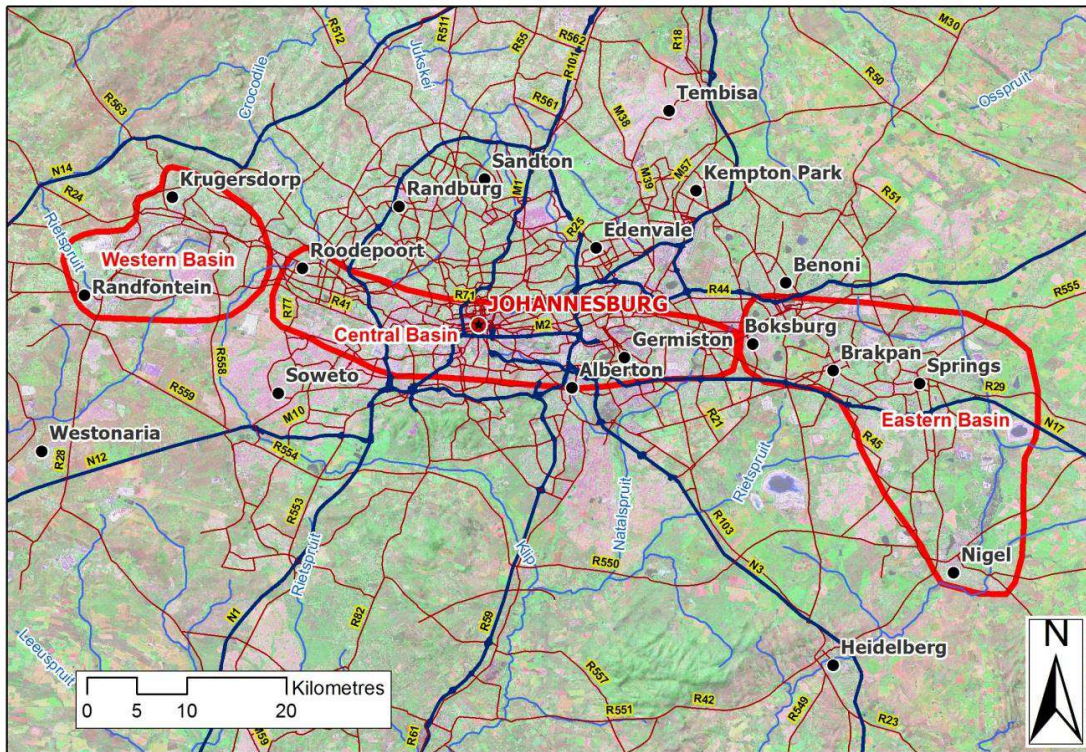 R512
R511
R55
R562
R18
M30
R101
R50
Crocodile
Jukskei
R563
R561
Tembisa
M38
Osspruit
N14
Sandton
M1
M39
M57
Kempton Park
R24
Krugersdorp
Randburg
R51
R25
Edenvale
Rietspruit
Western Basin
Roodepoort
Benoni
Randfontein
R77
R41
R71
R44
R555
JOHANNESBURG
Central Basin
M2
Germiston
Boksburg
R558
Soweto
Alberton
Brakpan
Springs
R559
M10
R21
R29
Eastern Basin
N17
Westonaria
R28
N12
R554
R45
Rietspruit
R553
Natalspruit
R103
Rietspruit
Klip
R550
N3
Nigel
N1
R82
R59
Leeuspruit
Heidelberg
N
Kilometres
0 5 10 20
R557
R42
R551
R549
M59
R61
R23